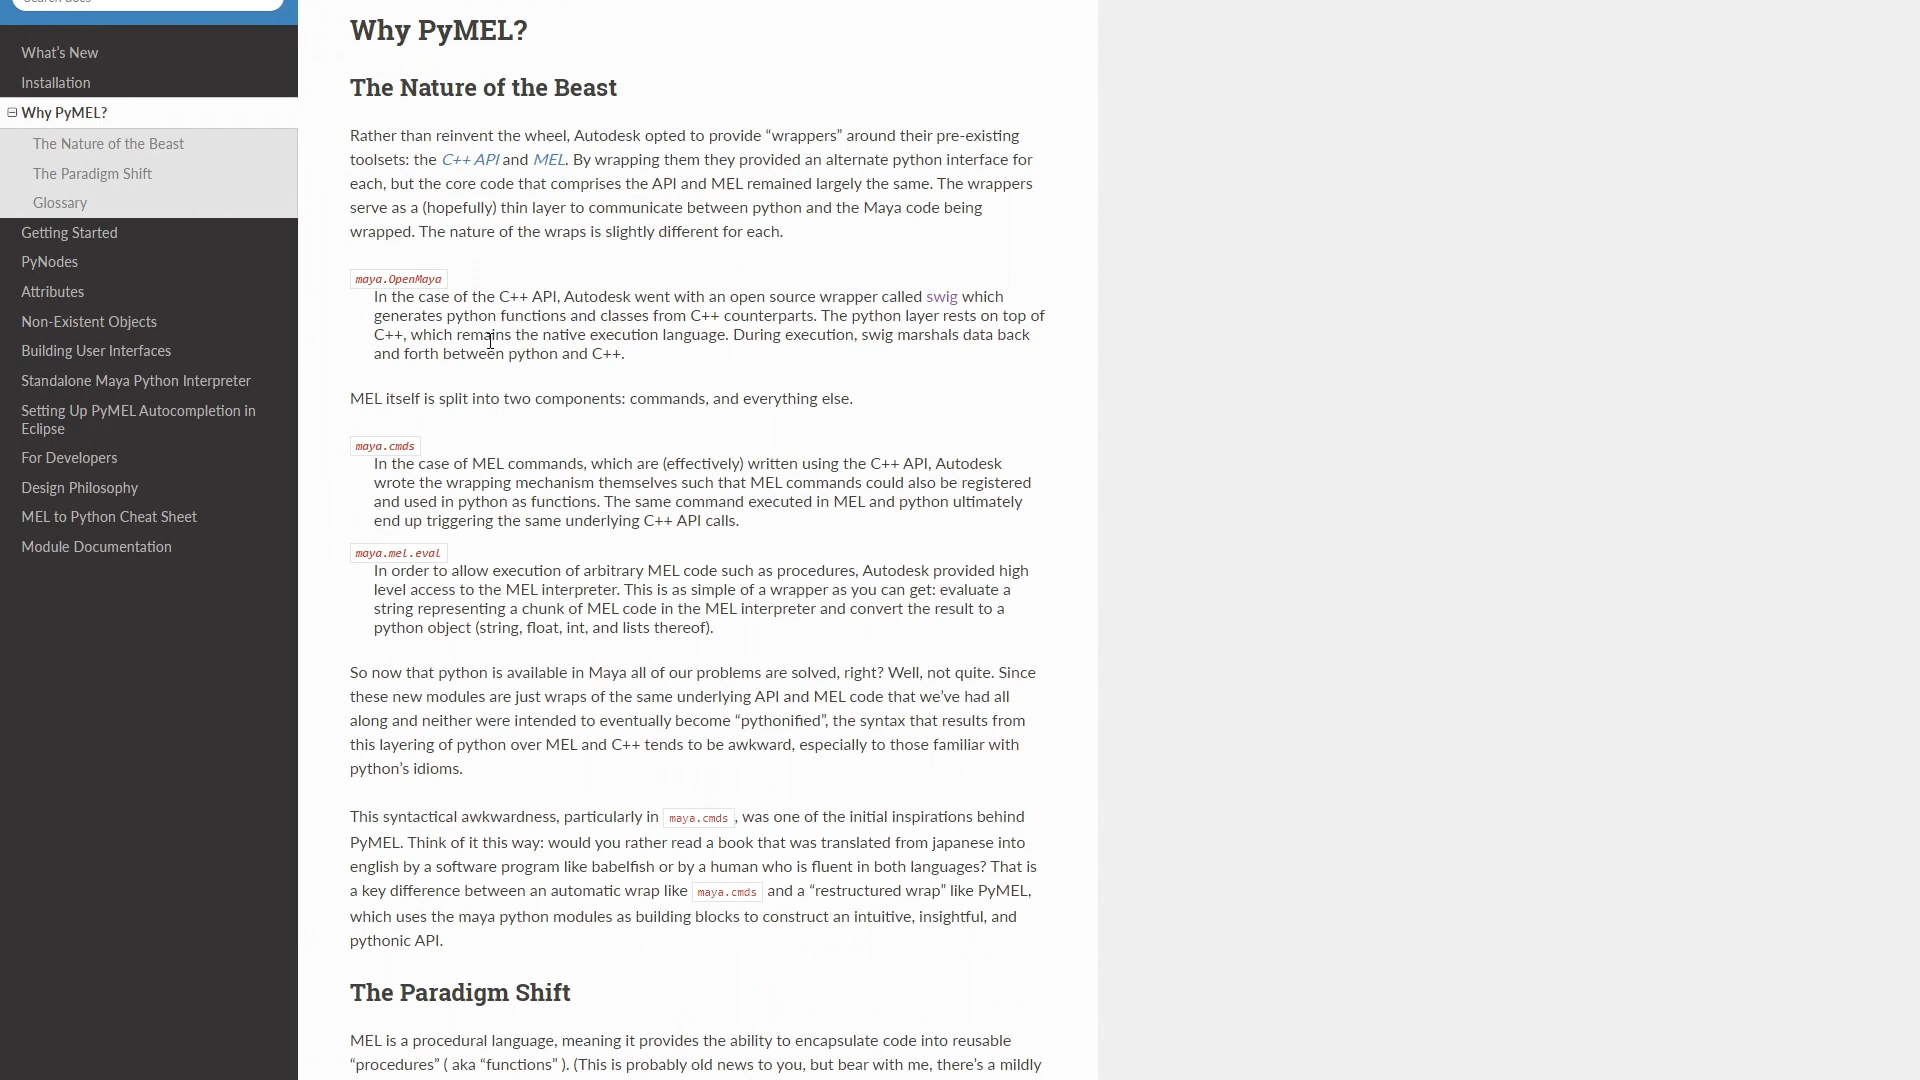 What's New
Installation
Why PyMEL?
The Nature of the Beast
The Paradigm Shift
Glossary
Getting Started
PyNodes
Attributes
Non-Existent Objects
Building User Interfaces
Standalone Maya Python Interpreter
Setting Up PyMEL Autocompletion in
Eclipse
For Developers
Design Philosophy
MEL to Python Cheat Sheet
Module Documentation
Why PyMEL?
The Nature of the Beast
Rather than reinvent the wheel, Autodesk opted to provide “wrappers” around their pre-existing
toolsets: the C++ API and MEL. By wrapping them they provided an alternate python interface for
each, but the core code that comprises the API and MEL remained largely the same. The wrappers
serve as a (hopefully) thin layer to communicate between python and the Maya code being
wrapped. The nature of the wraps is slightly different for each.
maya.OpenMaya
In the case of the C++ API, Autodesk went with an open source wrapper called swig which
generates python functions and classes from C++ counterparts. The python layer rests on top of
C++, which remains the native execution language. During execution, swig marshals data back
and forth between python and C++.
MEL itself is split into two components: commands, and everything else.
maya.cmds
In the case of MEL commands, which are (effectively) written using the C++ API, Autodesk
wrote the wrapping mechanism themselves such that MEL commands could also be registered
and used in python as functions. The same command executed in MEL and python ultimately
end up triggering the same underlying C++ API calls.
maya.mel.eval
In order to allow execution of arbitrary MEL code such as procedures, Autodesk provided high
level access to the MEL interpreter. This is as simple of a wrapper as you can get: evaluate a
string representing a chunk of MEL code in the MEL interpreter and convert the result to a
python object (string, float, int, and lists thereof).
So now that python is available in Maya all of our problems are solved, right? Well, not quite. Since
these new modules are just wraps of the same underlying API and MEL code that we’ve had all
along and neither were intended to eventually become “pythonified”, the syntax that results from
this layering of python over MEL and C++ tends to be awkward, especially to those familiar with
python’s idioms.
This syntactical awkwardness, particularly in maya.cmds, was one of the initial inspirations behind
PyMEL. Think of it this way: would you rather read a book that was translated from japanese into
english by a software program like babelfish or by a human who is fluent in both languages? That is
a key difference between an automatic wrap like maya.cmds and a “restructured wrap” like PyMEL,
which uses the maya python modules as building blocks to construct an intuitive, insightful, and
pythonic API.
The Paradigm Shift
MEL is a procedural language, meaning it provides the ability to encapsulate code into reusable
“procedures” ( aka “functions” ). (This is probably old news to you, but bear with me, there’s a mildly